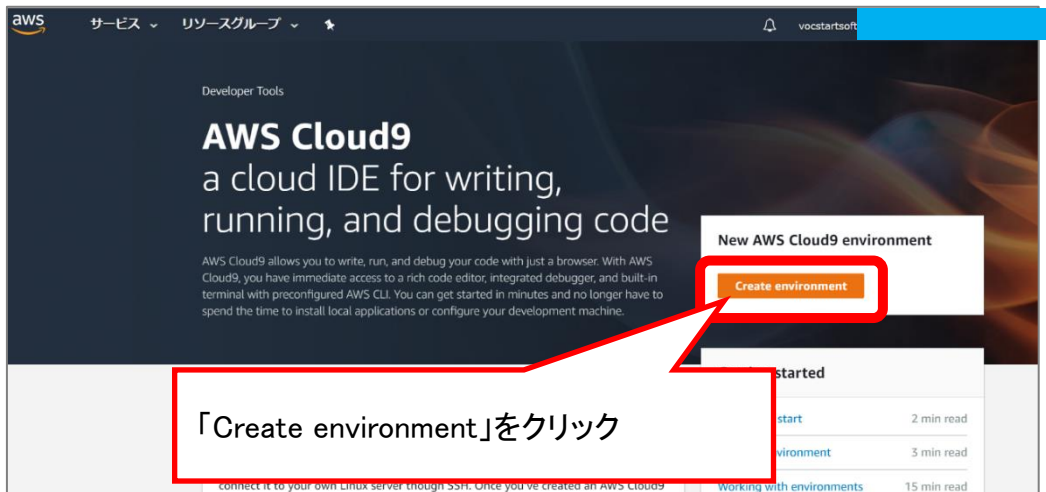 aws サービス リソースグループ vocstartsoft
Developer Tools
AWS Cloud9
a cloud IDE for writing,
running, and debugging code
AWS Cloud9 allows you to write, run, and debug your code with just a browser. With AWS
Cloud9, you have immediate access to a rich code editor, integrated debugger, and built-in
terminal with preconfigured AWS CLI. You can get started in minutes and no longer have to
spend the time to install local applications or configure your development machine.
New AWS Cloud9 environment
Create environment
「Create environment」をクリック
started
start 2 min read
vironment 3 min read
Working with environments 15 min read
connect it to your own Linux server though SSH. Once you've created an AWS Cloud9